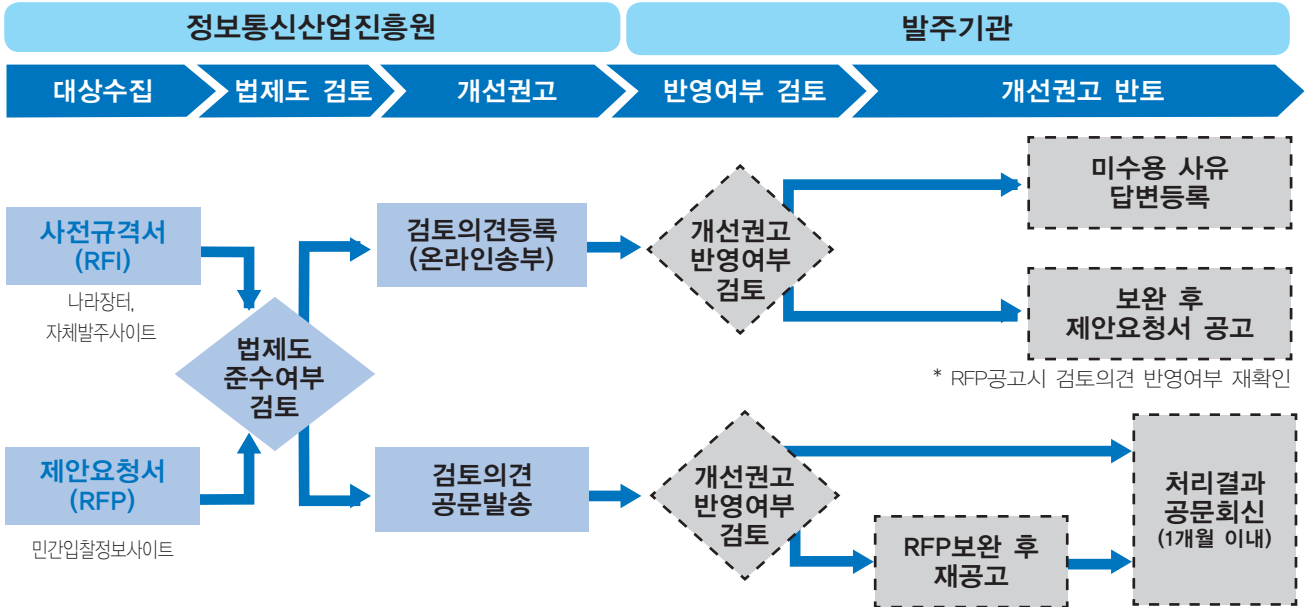 정보통신산업진흥원
발주기관
대상수집
법제도 검토
개선권고
반영여부 검토
개선권고 반토
사전규격서
(RFI)
나라장터,
자체발주사이트
제안요청서
(RFP)
민간입찰정보사이트
법제도
준수여부
검토
검토의견등록
(온라인송부)
검토의견
공문발송
개선권고
반영여부
검토
미수용 사유
답변등록
보완 후
제안요청서 공고
* RFP공고시 검토의견 반영여부 재확인
개선권고
반영여부
검토
RFP보완 후
재공고
처리결과
공문회신
(1개월 이내)